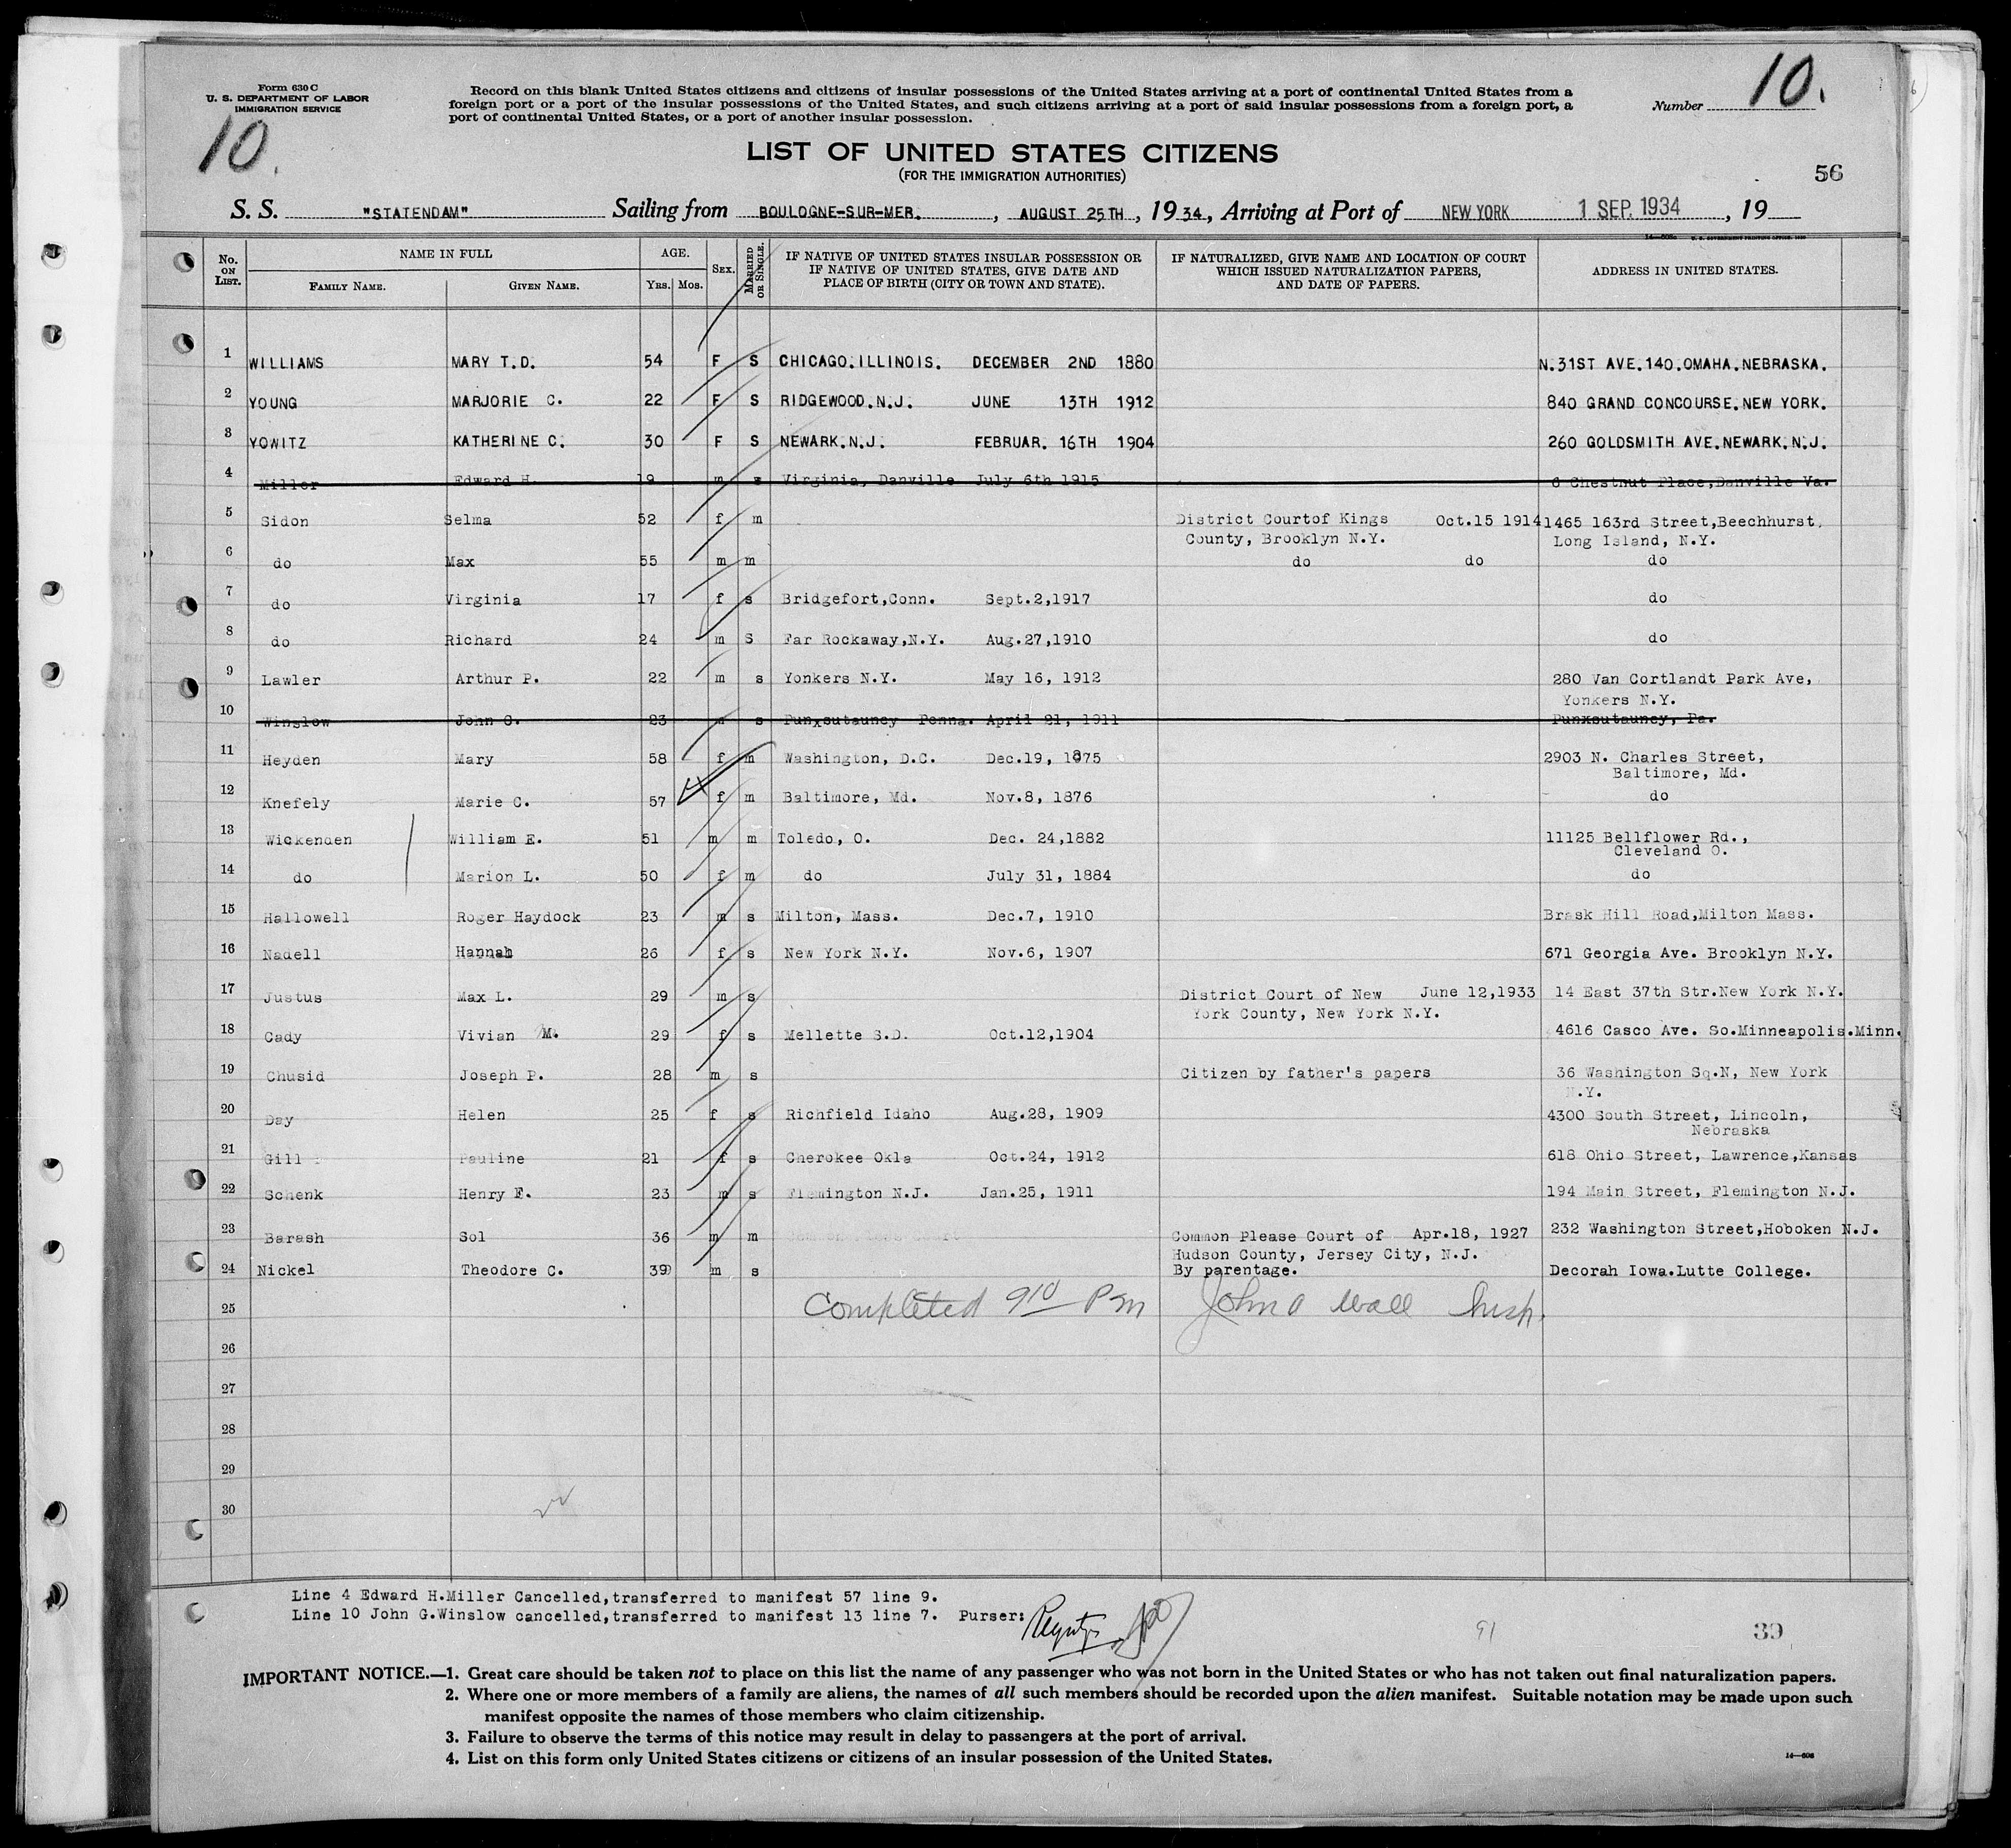 Form 630 C
U. S. DEPARTMENT OF LABOR
IMMIGRATION SERVICE
10.
Record on this blank United States citizens and citizens of insular possessions of the United States arriving at a port of continental United States from a
foreign port or a port of the insular possessions of the United States, and such citizens arriving at a port of said insular possessions from a foreign port, a
port of continental United States, or a port of another insular possession.
Number 10.
LIST OF UNITED STATES CITIZENS
(FOR THE IMMIGRATION AUTHORITIES)
56
S. S. "STATENDAM" Sailing from BOULOGNE-SUR-MER. , AUGUST 25TH , 1934, Arriving at Port of NEW YORK 1 SEP. 1934 , 19
No. ON LIST. NAME IN FULL AGE. SEX. MARRIED OR SINGLE. IF NATIVE OF UNITED STATES INSULAR POSSESSION OR IF NATIVE OF UNITED STATES, GIVE DATE AND PLACE OF BIRTH (CITY OR TOWN AND STATE). IF NATURALIZED, GIVE NAME AND LOCATION OF COURT WHICH ISSUED NATURALIZATION PAPERS, AND DATE OF PAPERS. ADDRESS IN UNITED STATES.
FAMILY NAME. GIVEN NAME. YRS. MOS.
1 WILLIAMS MARY T.D. 54 F S CHICAGO.ILLINOIS. DECEMBER 2ND 1880 N.31ST AVE.140.OMAHA.NEBRASKA.
2 YOUNG MARJORIE C. 22 F S RIDGEWOOD.N.J. JUNE 13TH 1912 840 GRAND CONCOURSE.NEW YORK.
3 YOWITZ KATHERINE C. 30 F S NEWARK.N.J. FEBRUAR. 16TH 1904 260 GOLDSMITH AVE.NEWARK.N.J.
4 Miller Edward H. 19 m s Virginia, Danville July 6th 1915 6 Chestnut Place,Danville Va.
5 Sidon Selma 52 f m District Courtof Kings Oct.15 1914 1465 163rd Street,Beechhurst,
County, Brooklyn N.Y. Long Island, N.Y.
6 do Max 55 m m do do do
7 do Virginia 17 f s Bridgefort,Conn. Sept.2,1917 do
8 do Richard 24 m S Far Rockaway,N.Y. Aug.27,1910 do
9 Lawler Arthur P. 22 m s Yonkers N.Y. May 16, 1912 280 Van Cortlandt Park Ave,
Yonkers N.Y.
10 Winslow John G. 23 m s Punxsutauncy Penna. April 21, 1911 Punxsutauncy, Pa.
11 Heyden Mary 58 f m Washington, D.C. Dec.19, 1875 2903 N. Charles Street,
Baltimore, Md.
12 Knefely Marie C. 57 f m Baltimore, Md. Nov.8, 1876 do
13 Wickenden William E. 51 m m Toledo, O. Dec. 24,1882 11125 Bellflower Rd.,
Cleveland O.
14 do Marion L. 50 f m do July 31, 1884 do
15 Hallowell Roger Haydock 23 m s Milton, Mass. Dec.7, 1910 Brask Hill Road,Milton Mass.
16 Nadell Hannah 26 f s New York N.Y. Nov.6, 1907 671 Georgia Ave. Brooklyn N.Y.
17 Justus Max L. 29 m s District Court of New June 12,1933 14 East 37th Str.New York N.Y.
York County, New York N.Y.
18 Cady Vivian M. 29 f s Mellette S.D. Oct.12,1904 4616 Casco Ave. So.Minneapolis.Minn.
19 Chusid Joseph P. 28 m s Citizen by father's papers 36 Washington Sq.N, New York
N.Y.
20 Day Helen 25 f s Richfield Idaho Aug.28, 1909 4300 South Street, Lincoln,
Nebraska
21 Gill Pauline 21 f s Cherokee Okla Oct.24, 1912 618 Ohio Street, Lawrence,Kansas
22 Schenk Henry F. 23 m s Flemington N.J. Jan.25, 1911 194 Main Street, Flemington N.J.
23 Barash Sol 36 m m Common Please Court of Apr.18, 1927 232 Washington Street,Hoboken N.J.
Hudson County, Jersey City, N.J.
24 Nickel Theodore C. 39 m s By parentage. Decorah Iowa.Lutte College.
25 Completed 9 10 Pm John A Wall Insp.
26
27
28
29
30
Line 4 Edward H.Miller Cancelled,transferred to manifest 57 line 9.
Line 10 John G.Winslow cancelled,transferred to manifest 13 line 7. Purser:
91
39
IMPORTANT NOTICE.—1. Great care should be taken not to place on this list the name of any passenger who was not born in the United States or who has not taken out final naturalization papers.
2. Where one or more members of a family are aliens, the names of all such members should be recorded upon the alien manifest. Suitable notation may be made upon such
manifest opposite the names of those members who claim citizenship.
3. Failure to observe the terms of this notice may result in delay to passengers at the port of arrival.
4. List on this form only United States citizens or citizens of an insular possession of the United States.